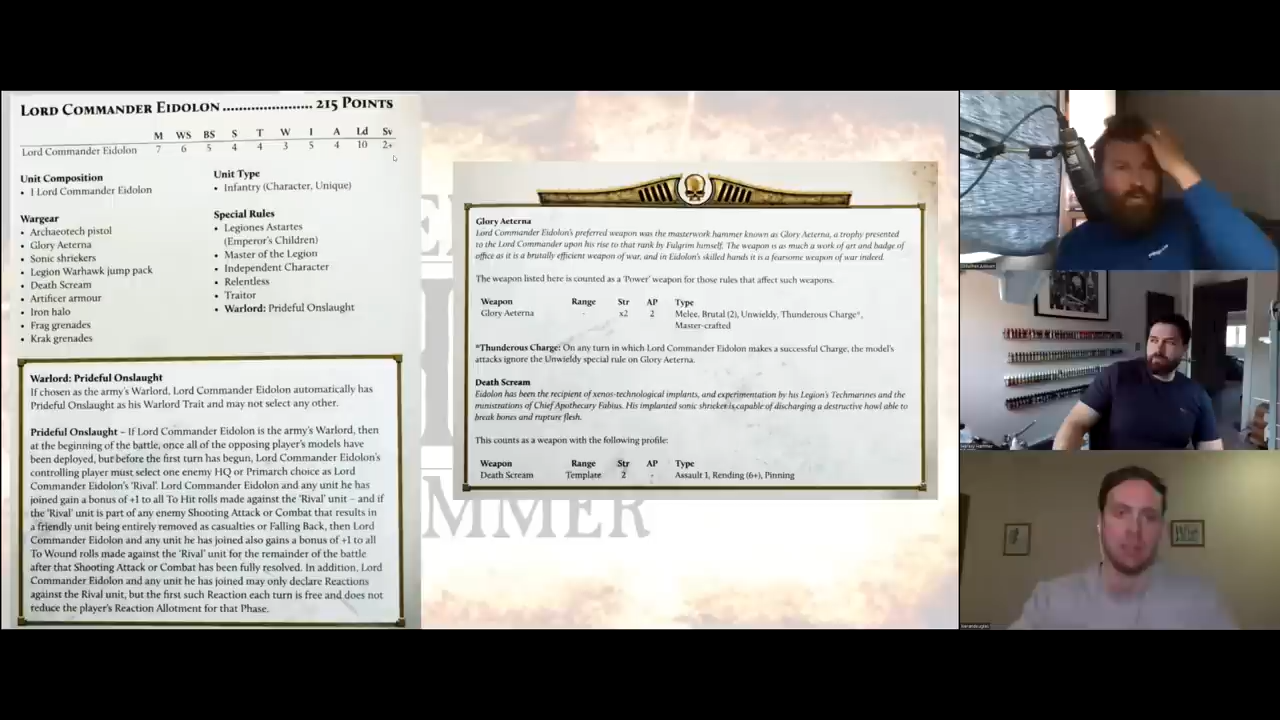 LORD COMMANDER EIDOLON ...................... 215 POINTS
M WS BS S T W I A Ld Sv
Lord Commander Eidolon 7 6 5 4 4 3 5 4 10 2+
Unit Composition
• 1 Lord Commander Eidolon
Unit Type
• Infantry (Character, Unique)
Wargear
• Archaeotech pistol
• Glory Aeterna
• Sonic shriekers
• Legion Warhawk jump pack
• Death Scream
• Artificer armour
• Iron halo
• Frag grenades
• Krak grenades
Special Rules
• Legiones Astartes
(Emperor's Children)
• Master of the Legion
• Independent Character
• Relentless
• Traitor
• Warlord: Prideful Onslaught
Warlord: Prideful Onslaught
If chosen as the army's Warlord, Lord Commander Eidolon automatically has
Prideful Onslaught as his Warlord Trait and may not select any other.
Prideful Onslaught – If Lord Commander Eidolon is the army's Warlord, then
at the beginning of the battle, once all of the opposing player's models have
been deployed, but before the first turn has begun, Lord Commander Eidolon's
controlling player must select one enemy HQ or Primarch choice as Lord
Commander Eidolon's 'Rival'. Lord Commander Eidolon and any unit he has
joined gain a bonus of +1 to all To Hit rolls made against the 'Rival' unit – and if
the 'Rival' unit is part of any enemy Shooting Attack or Combat that results in
a friendly unit being entirely removed as casualties or Falling Back, then Lord
Commander Eidolon and any unit he has joined also gains a bonus of +1 to all
To Wound rolls made against the 'Rival' unit for the remainder of the battle
after that Shooting Attack or Combat has been fully resolved. In addition, Lord
Commander Eidolon and any unit he has joined may only declare Reactions
against the Rival unit, but the first such Reaction each turn is free and does not
reduce the player's Reaction Allotment for that Phase.
Glory Aeterna
Lord Commander Eidolon's preferred weapon was the masterwork hammer known as Glory Aeterna, a trophy presented
to the Lord Commander upon his rise to that rank by Fulgrim himself. The weapon is as much a work of art and badge of
office as it is a brutally efficient weapon of war, and in Eidolon's skilled hands it is a fearsome weapon of war indeed.
The weapon listed here is counted as a 'Power' weapon for those rules that affect such weapons.
Weapon Range Str AP Type
Glory Aeterna - x2 2 Melee, Brutal (2), Unwieldy, Thunderous Charge*,
Master-crafted
*Thunderous Charge: On any turn in which Lord Commander Eidolon makes a successful Charge, the model's
attacks ignore the Unwieldy special rule on Glory Aeterna.
Death Scream
Eidolon has been the recipient of xenos-technological implants, and experimentation by his Legion's Techmarines and the
ministrations of Chief Apothecary Fabius. His implanted sonic shrieker is capable of discharging a destructive howl able to
break bones and rupture flesh.
This counts as a weapon with the following profile:
Weapon Range Str AP Type
Death Scream Template 2 - Assault 1, Rending (6+), Pinning
MMER